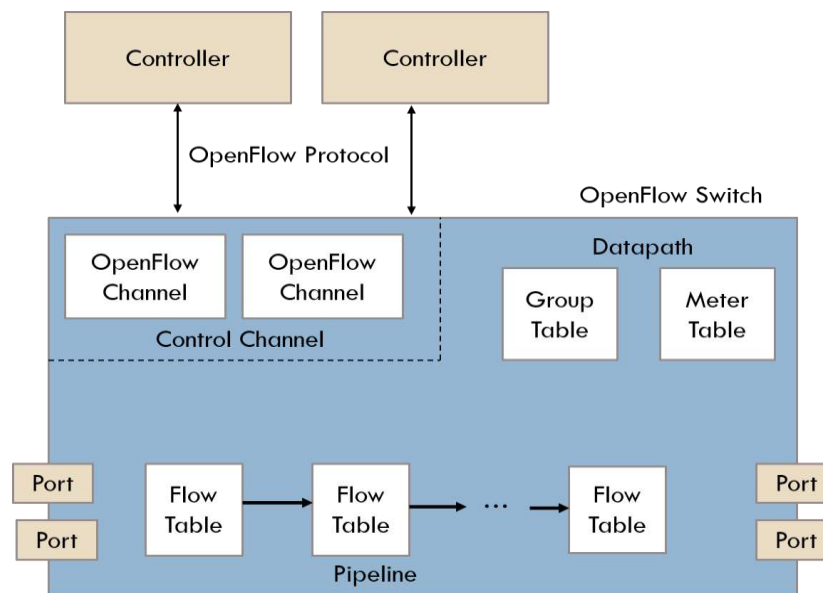 Controller
Controller
OpenFlow Protocol
OpenFlow Switch
OpenFlow
Channel
OpenFlow
Channel
Control Channel
Datapath
Group
Table
Meter
Table
Port
Port
Flow
Table
Flow
Table
...
Flow
Table
Port
Port
Pipeline